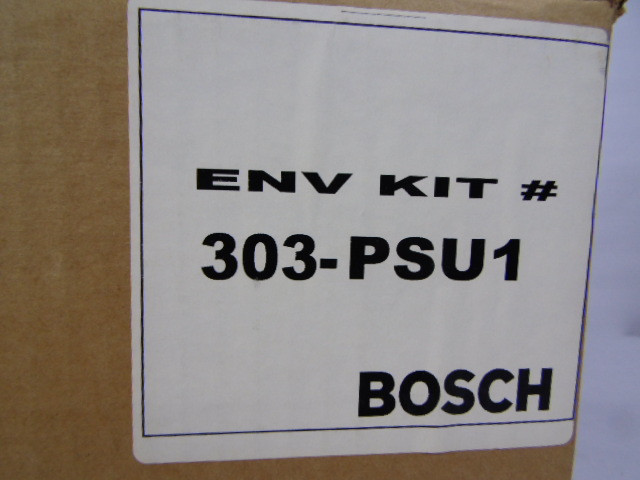 ENV KIT #
303-PSU1
BOSCH